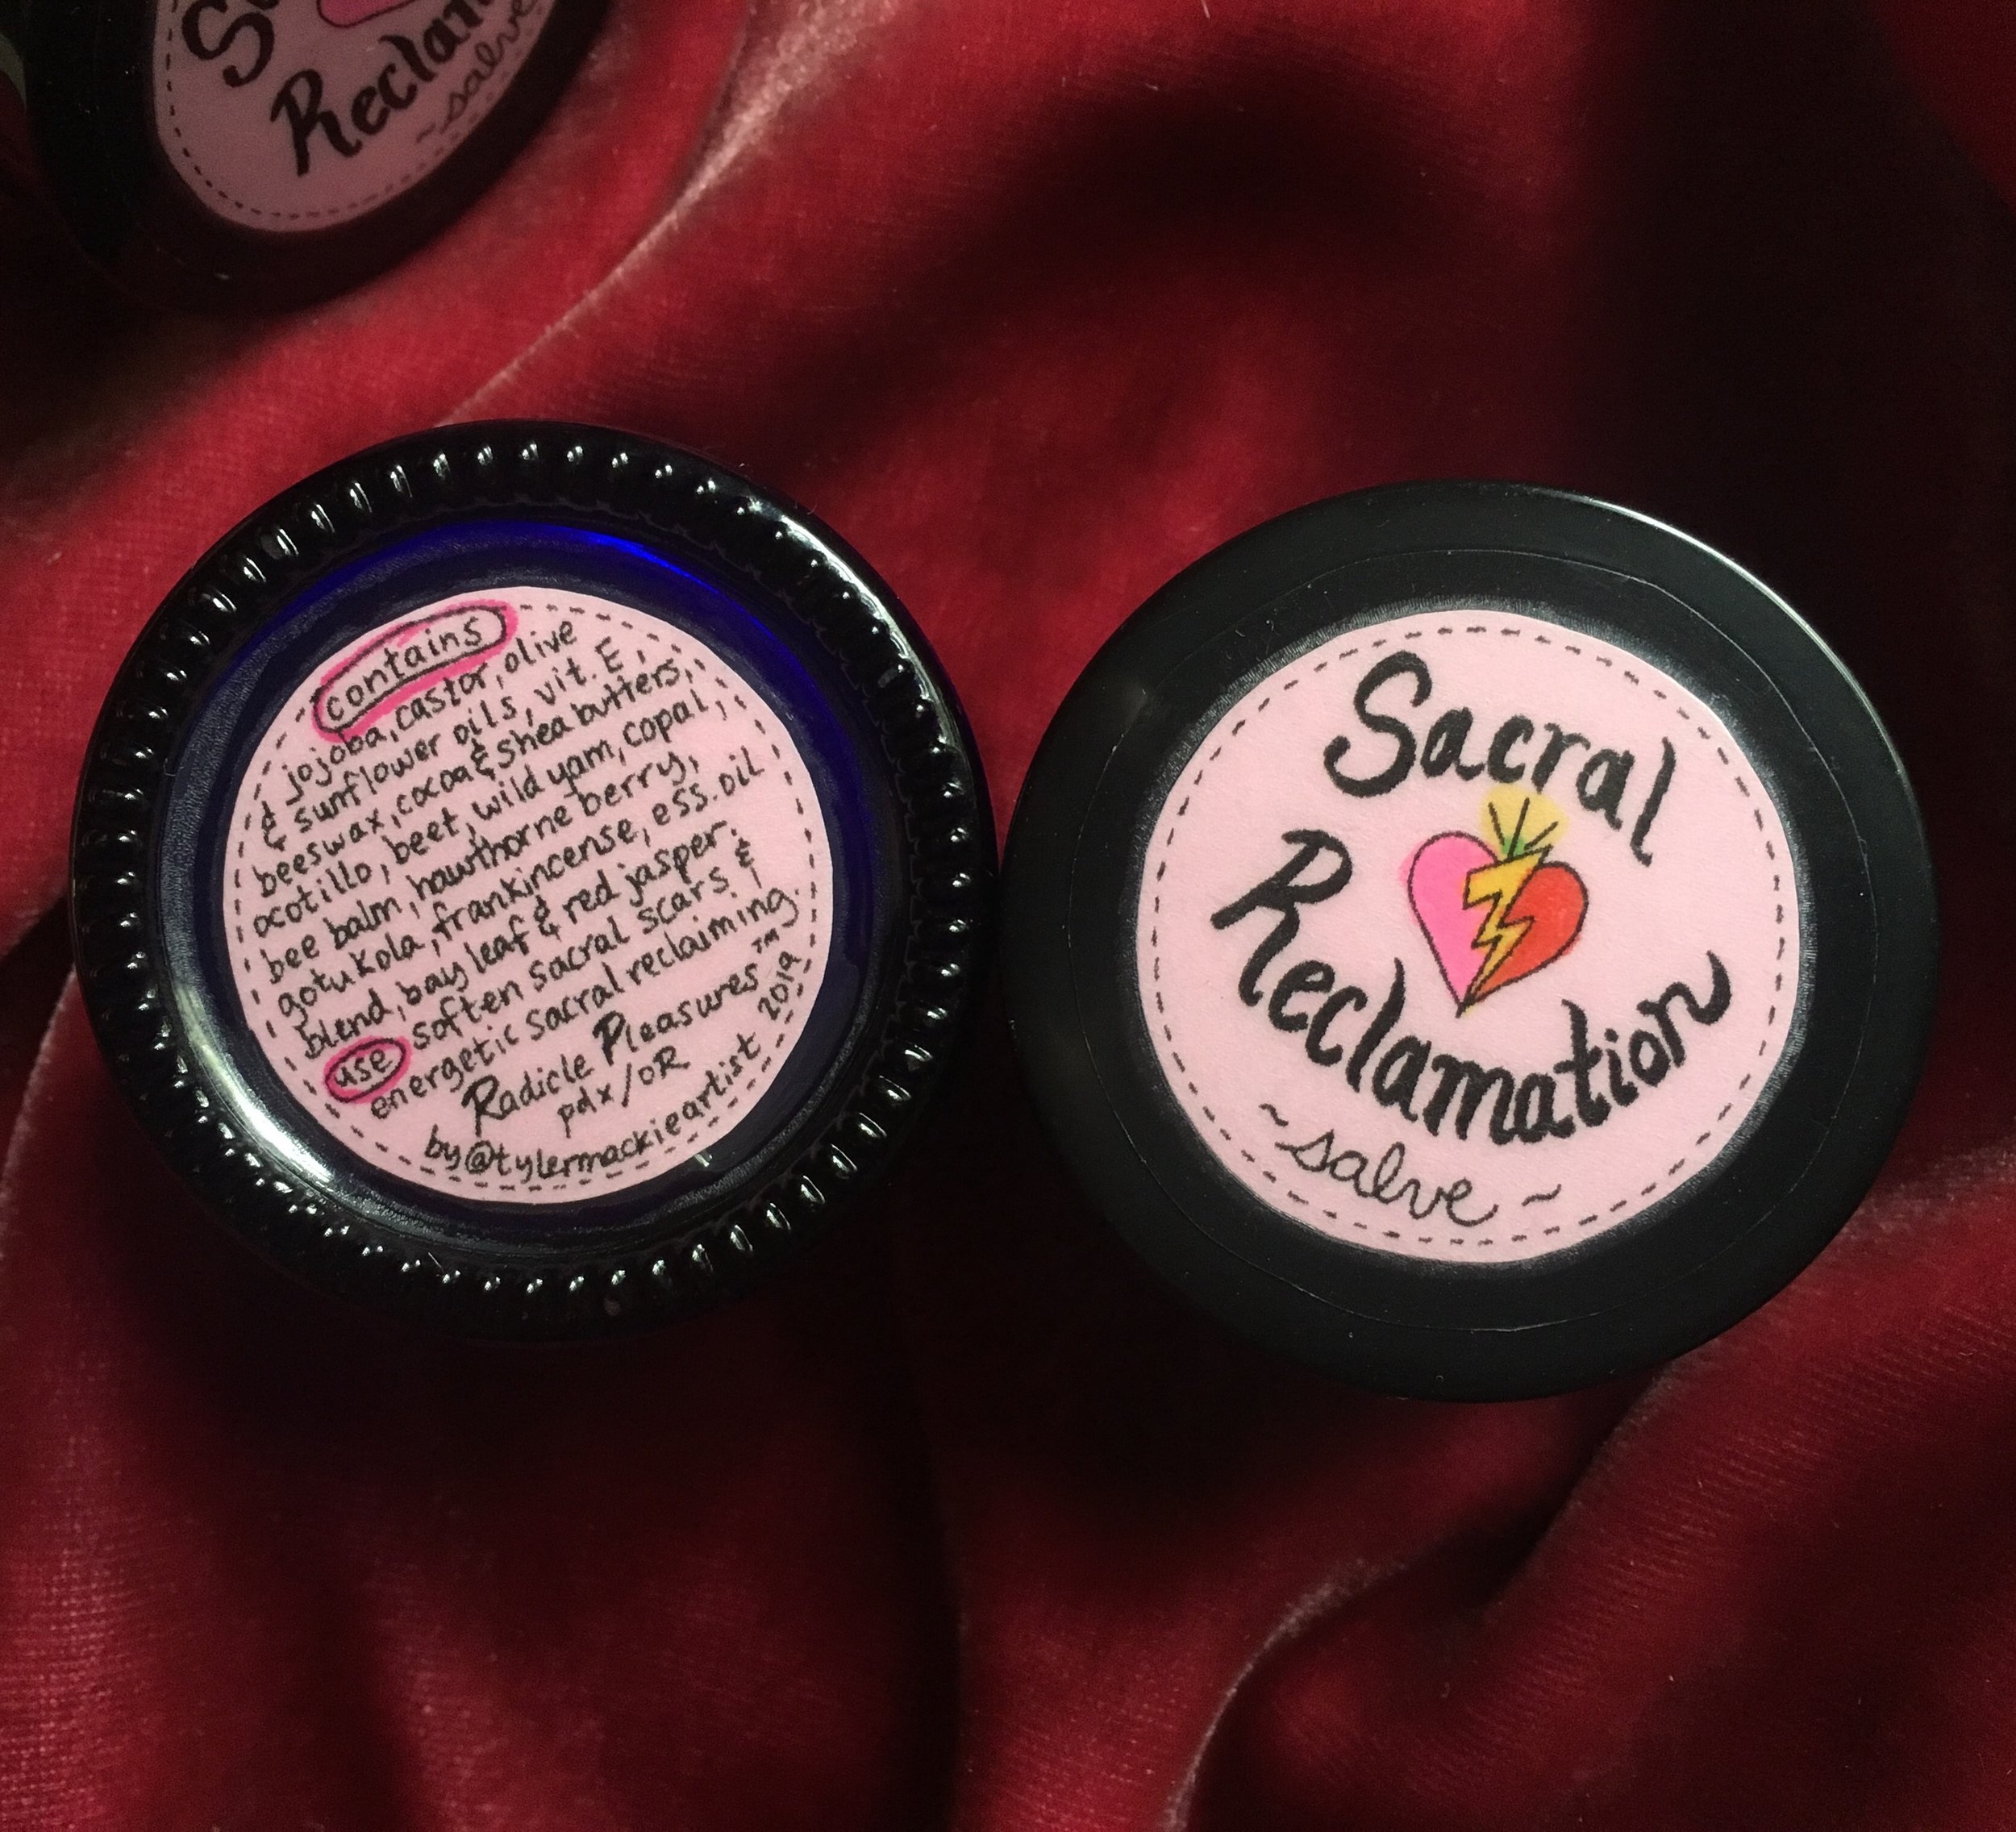 Reclam
~salve
contains
jojoba, castor, olive
& sunflower oils, vit. E,
beeswax, cocoa & shea butters,
ocotillo, beet, wild yam, copal,
bee balm, hawthorne berry,
gotu kola, frankincense, ess. oil
blend, bay leaf & red jasper.
use soften sacral scars &
energetic sacral reclaiming.
Radicle Pleasures™
pdx/OR 2019
by@tylermackieartist
Sacral
Reclamation
~salve~